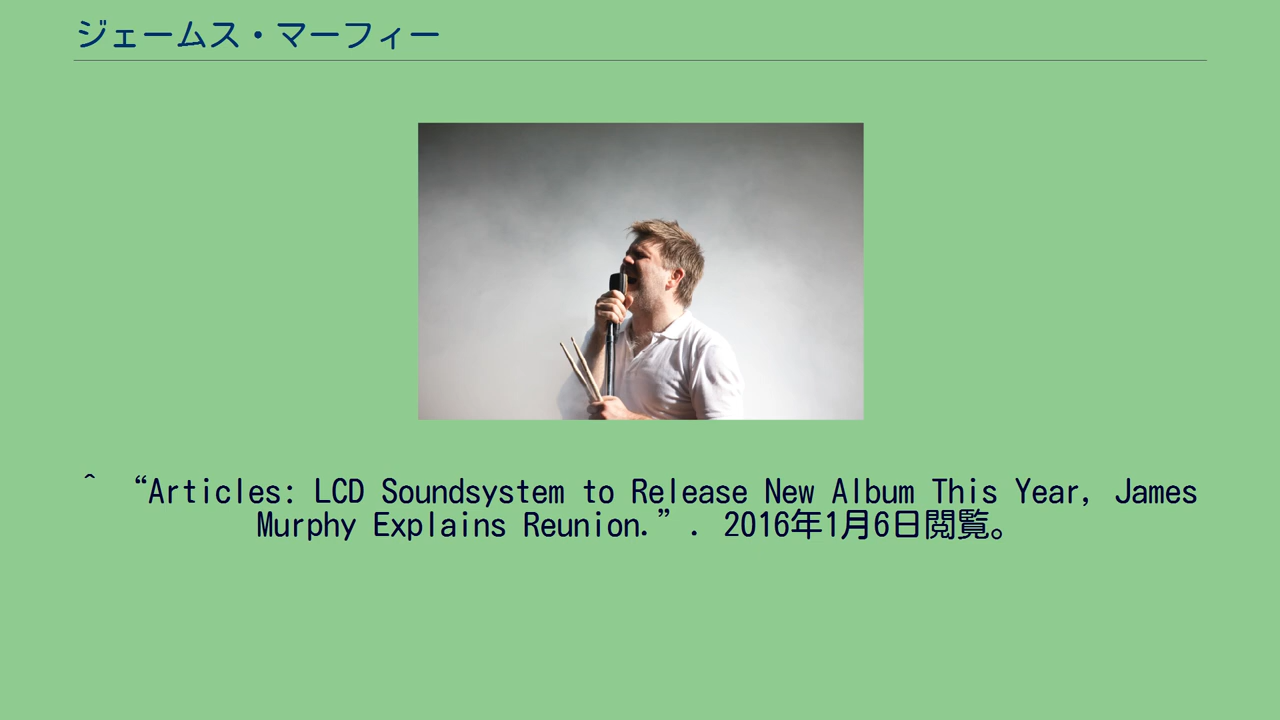 ジェームス・マーフィー
^ “Articles: LCD Soundsystem to Release New Album This Year, James
Murphy Explains Reunion.”. 2016年1月6日閲覧。